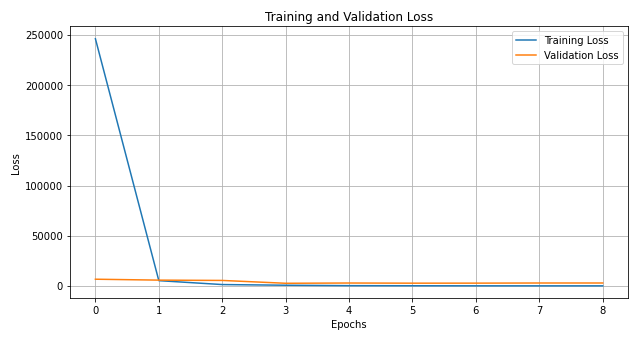 Training and Validation Loss
Training Loss
Validation Loss
250000
200000
150000
100000
50000
0
Loss
0 1 2 3 4 5 6 7 8
Epochs